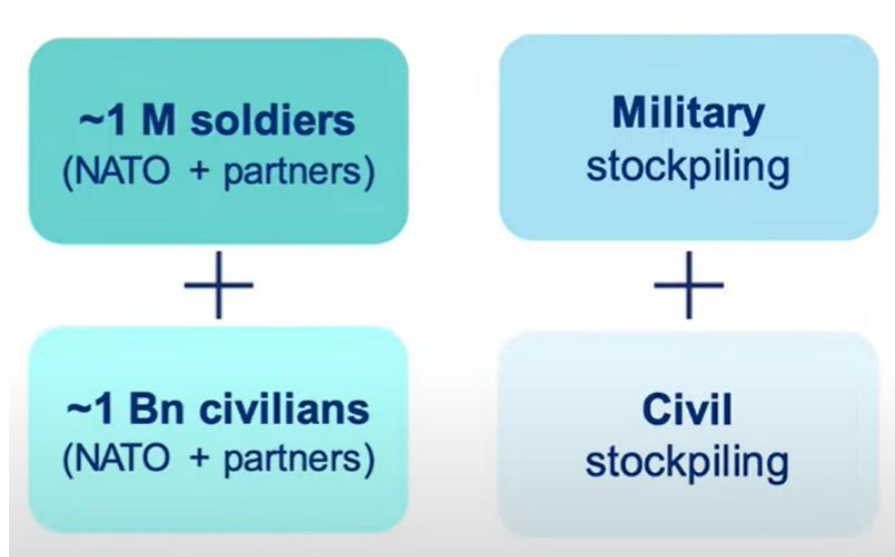 ~1 M soldiers
(NATO + partners)
+
~1 Bn civilians
(NATO + partners)
Military
stockpiling
+
Civil
stockpiling